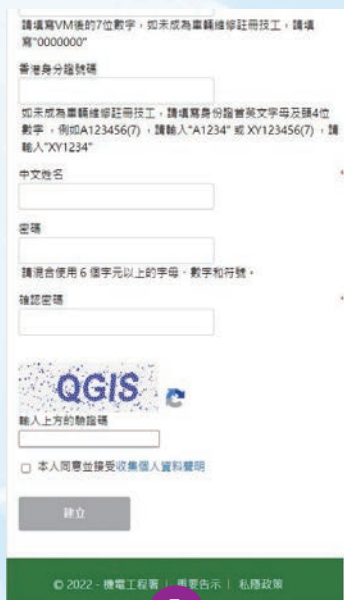 請填寫VM後的7位數字，如未成為車輛維修註冊技工，請填
寫"0000000"
香港身分證號碼
如未成為車輛維修註冊技工，請填寫身份證首英文字母及頭4位
數字，例如A123456(7)，請輸入"A1234" 或 XY123456(7)，請
輸入"XY1234"
中文姓名 *
密碼
請混合使用 6 個字元以上的字母、數字和符號。
確認密碼 *
QGIS
輸入上方的驗證碼
本人同意並接受收集個人資料聲明
建立
© 2022 - 機電工程署 | 重要告示 | 私隱政策